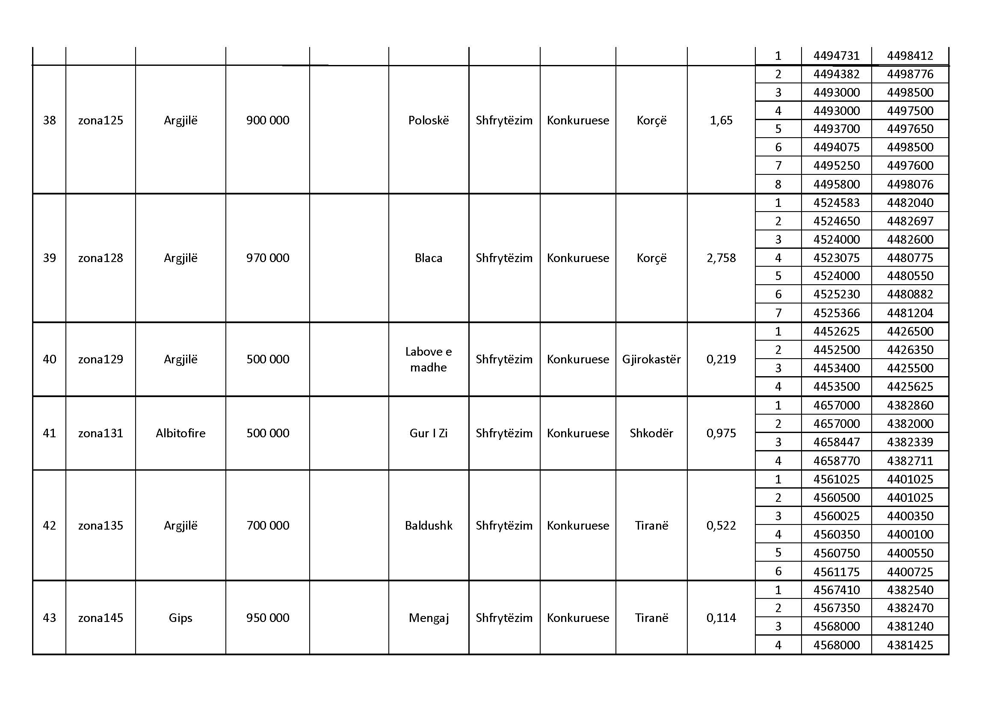 1 4494731 4498412
2 4494382 4498776
3 4493000 4498500
4 4493000 4497500
38 zona125 Argjilë 900 000 Poloskë Shfrytëzim Konkuruese Korçë 1,65
5 4493700 4497650
6 4494075 4498500
7 4495250 4497600
8 4495800 4498076
1 4524583 4482040
2 4524650 4482697
3 4524000 4482600
39 zona128 Argjilë 970 000 Blaca Shfrytëzim Konkuruese Korçë 2,758 4 4523075 4480775
5 4524000 4480550
6 4525230 4480882
7 4525366 4481204
1 4452625 4426500
2 4452500 4426350
40 zona129 Argjilë 500 000 Labove e
madhe Shfrytëzim Konkuruese Gjirokastër 0,219
3 4453400 4425500
4 4453500 4425625
1 4657000 4382860
2 4657000 4382000
41 zona131 Albitofire 500 000 Gur I Zi Shfrytëzim Konkuruese Shkodër 0,975
3 4658447 4382339
4 4658770 4382711
1 4561025 4401025
2 4560500 4401025
3 4560025 4400350
42 zona135 Argjilë 700 000 Baldushk Shfrytëzim Konkuruese Tiranë 0,522
4 4560350 4400100
5 4560750 4400550
6 4561175 4400725
1 4567410 4382540
2 4567350 4382470
43 zona145 Gips 950 000 Mengaj Shfrytëzim Konkuruese Tiranë 0,114
3 4568000 4381240
4 4568000 4381425